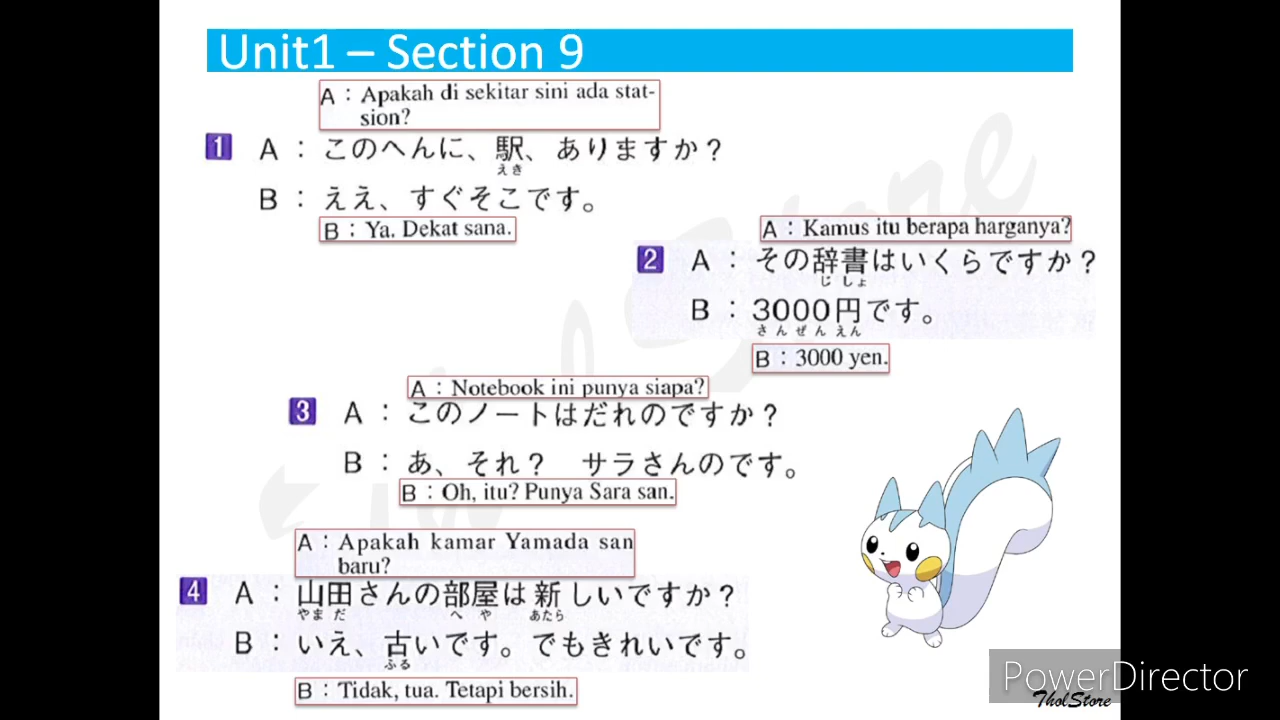 Unit1 – Section 9
A : Apakah di sekitar sini ada stat-
sion?
1 A : このへんに、駅、ありますか?
えき
B : ええ、すぐそこです。
B : Ya. Dekat sana.
A : Kamus itu berapa harganya?
2 A : その辞書はいくらですか?
じしょ
B : 3000円です。
さんぜんえん
B : 3000 yen.
A : Notebook ini punya siapa?
3 A : このノートはだれのですか?
B : あ、それ? サラさんのです。
B : Oh, itu? Punya Sara san.
A : Apakah kamar Yamada san
baru?
4 A : 山田さんの部屋は新しいですか?
やまだ へや あたら
B : いえ、古いです。でもきれいです。
ふる
B : Tidak, tua. Tetapi bersih.
PowerDirector
TholStore